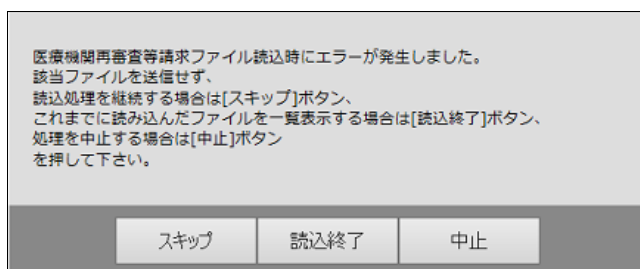 医療機関再審査等請求ファイル読込時にエラーが発生しました。
該当ファイルを送信せず、
読込処理を継続する場合は[スキップ]ボタン、
これまでに読み込んだファイルを一覧表示する場合は[読込終了]ボタン、
処理を中止する場合は[中止]ボタン
を押して下さい。
スキップ
読込終了
中止